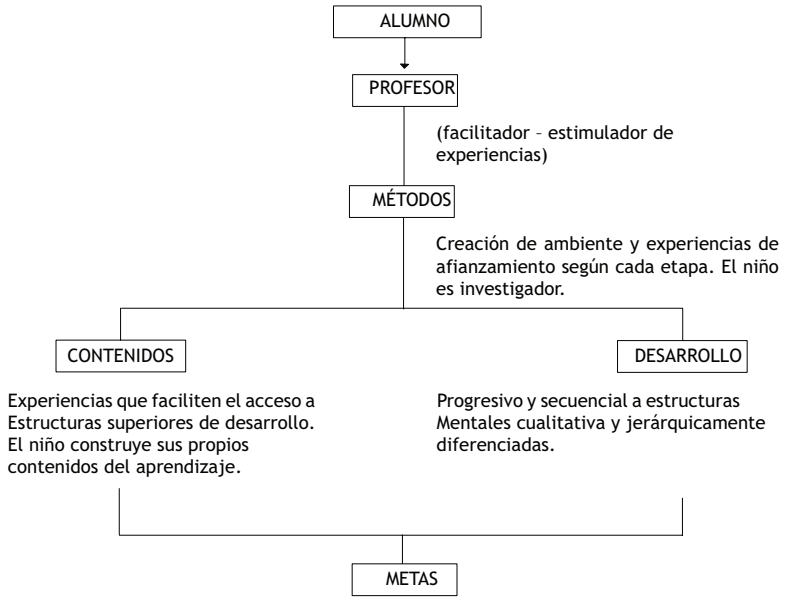 ALUMNO
PROFESOR
(facilitador – estimulador de
experiencias)
MÉTODOS
Creación de ambiente y experiencias de
afianzamiento según cada etapa. El niño
es investigador.
CONTENIDOS
DESARROLLO
Experiencias que faciliten el acceso a
Estructuras superiores de desarrollo.
El niño construye sus propios
contenidos del aprendizaje.
Progresivo y secuencial a estructuras
Mentales cualitativa y jerárquicamente
diferenciadas.
METAS